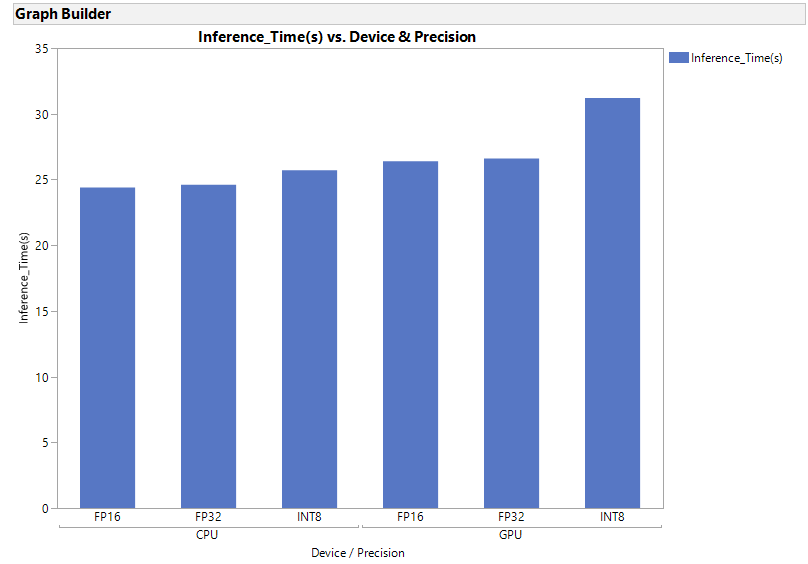 Graph Builder
Inference_Time(s) vs. Device & Precision
Inference_Time(s)
35
30
25
20
15
10
5
0
Inference_Time(s)
FP16 FP32 INT8 FP16 FP32 INT8
CPU GPU
Device / Precision